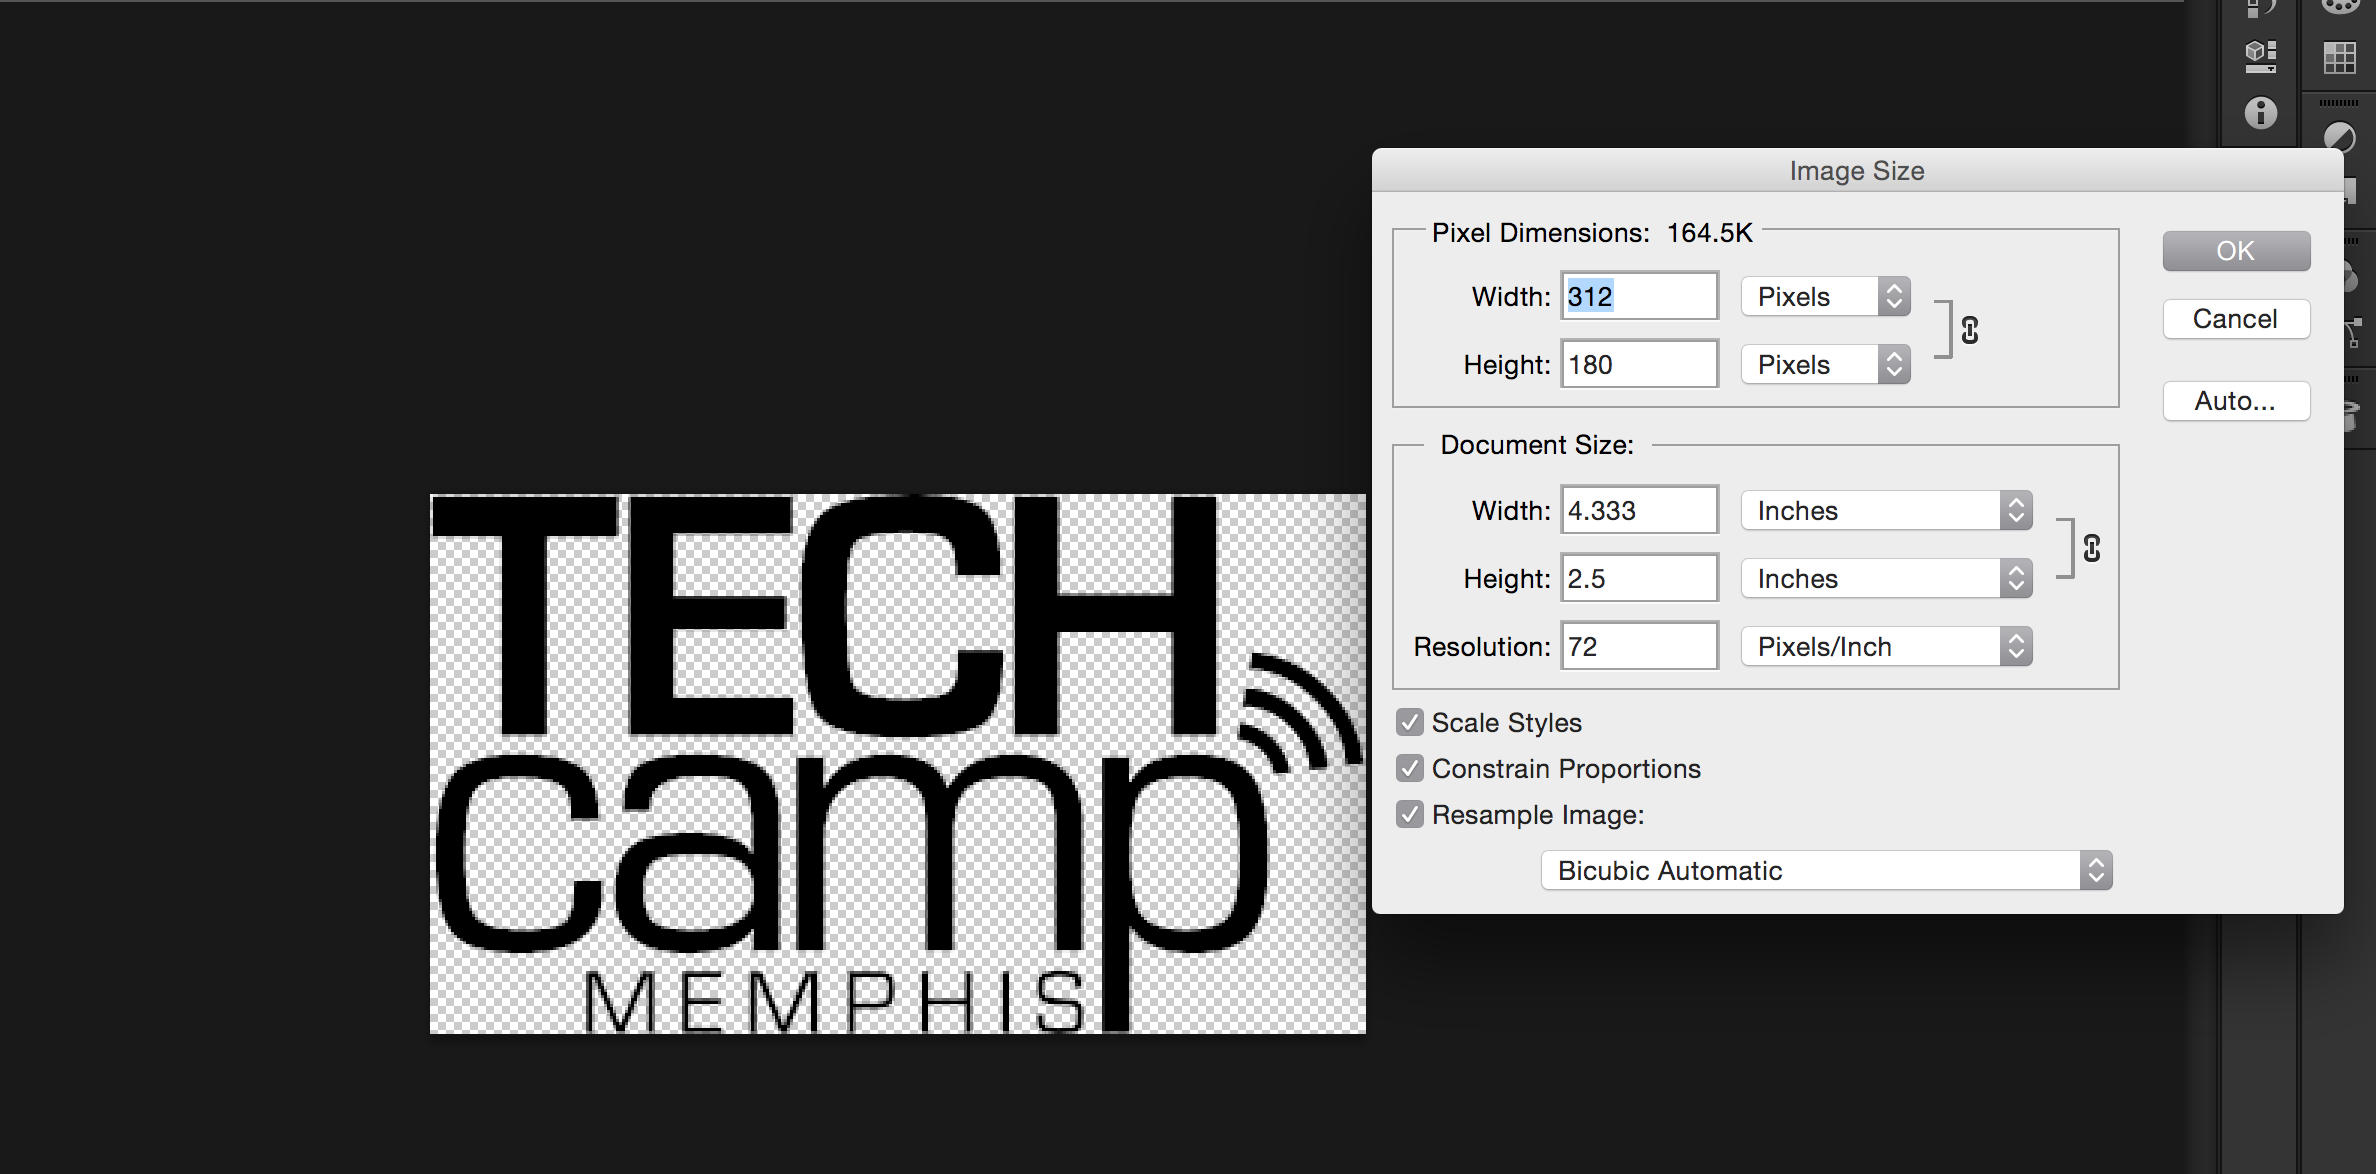 TECH
camp
MEMPHIS
Image Size
Pixel Dimensions: 164.5K
Width: 312 Pixels
Height: 180 Pixels
Document Size:
Width: 4.333 Inches
Height: 2.5 Inches
Resolution: 72 Pixels/Inch
Scale Styles
Constrain Proportions
Resample Image:
Bicubic Automatic
OK
Cancel
Auto...